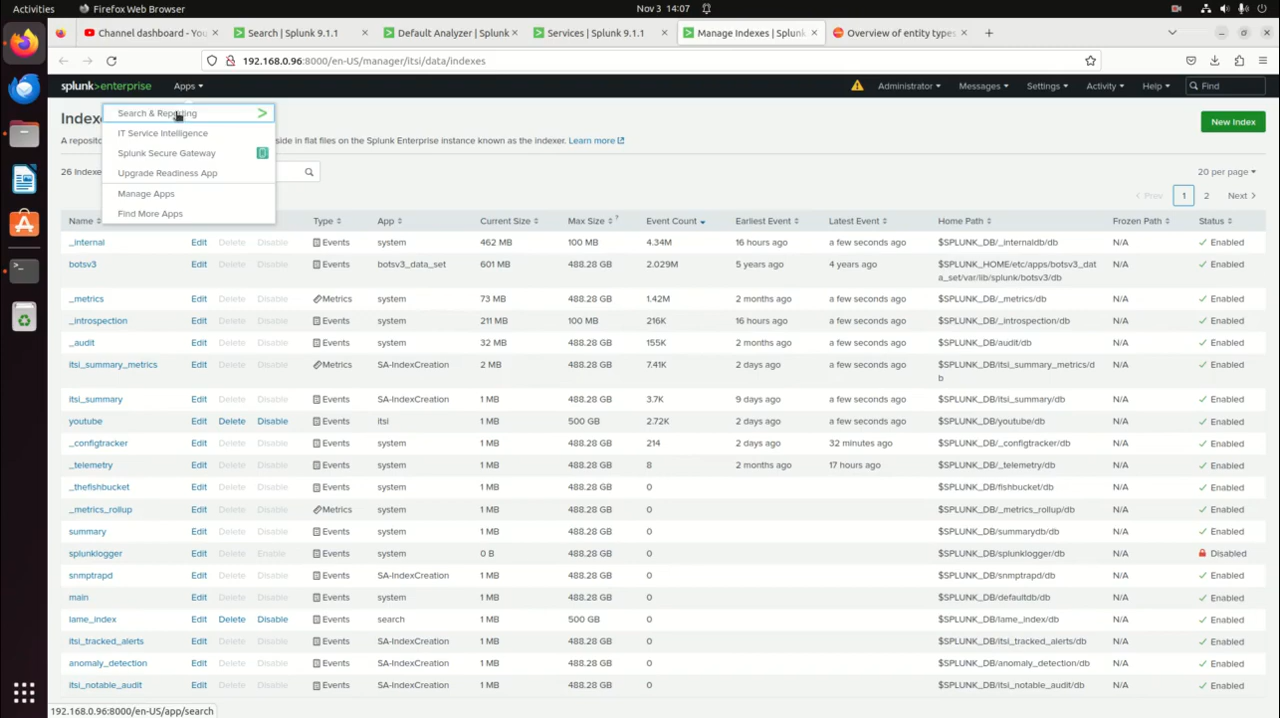 Activities Firefox Web Browser Nov 3 14:07
Channel dashboard - You Search | Splunk 9.1.1 Default Analyzer | Splunk Services | Splunk 9.1.1 Manage Indexes | Splunk Overview of entity types
192.168.0.96:8000/en-US/manager/itsi/data/indexes
splunk>enterprise Apps Administrator Messages Settings Activity Help Find
Search & Reporting >
IT Service Intelligence
Splunk Secure Gateway
Upgrade Readiness App
Manage Apps
Find More Apps
Index
New Index
A repositor side in flat files on the Splunk Enterprise instance known as the indexer. Learn more
26 Indexe 20 per page
Prev 1 2 Next
Name Type App Current Size Max Size ? Event Count Earliest Event Latest Event Home Path Frozen Path Status
_internal Edit Delete Disable Events system 462 MB 100 MB 4.34M 16 hours ago a few seconds ago $SPLUNK_DB/_internaldb/db N/A Enabled
botsv3 Edit Delete Disable Events botsv3_data_set 601 MB 488.28 GB 2.029M 5 years ago 4 years ago $SPLUNK_HOME/etc/apps/botsv3_dat N/A Enabled
a_set/var/lib/splunk/botsv3/db
_metrics Edit Delete Disable Metrics system 73 MB 488.28 GB 1.42M 2 months ago a few seconds ago $SPLUNK_DB/_metrics/db N/A Enabled
_introspection Edit Delete Disable Events system 211 MB 100 MB 216K 16 hours ago a few seconds ago $SPLUNK_DB/_introspection/db N/A Enabled
_audit Edit Delete Disable Events system 32 MB 488.28 GB 155K 2 months ago a few seconds ago $SPLUNK_DB/audit/db N/A Enabled
itsi_summary_metrics Edit Delete Disable Metrics SA-IndexCreation 2 MB 488.28 GB 7.41K 2 days ago a few seconds ago $SPLUNK_DB/itsi_summary_metrics/d N/A Enabled
b
itsi_summary Edit Delete Disable Events SA-IndexCreation 1 MB 488.28 GB 3.7K 9 days ago a few seconds ago $SPLUNK_DB/itsi_summary/db N/A Enabled
youtube Edit Delete Disable Events itsi 1 MB 500 GB 2.72K 2 days ago a few seconds ago $SPLUNK_DB/youtube/db N/A Enabled
_configtracker Edit Delete Disable Events system 1 MB 488.28 GB 214 2 days ago 32 minutes ago $SPLUNK_DB/_configtracker/db N/A Enabled
_telemetry Edit Delete Disable Events system 1 MB 488.28 GB 8 2 months ago 17 hours ago $SPLUNK_DB/_telemetry/db N/A Enabled
_thefishbucket Edit Delete Disable Events system 1 MB 488.28 GB 0 $SPLUNK_DB/fishbucket/db N/A Enabled
_metrics_rollup Edit Delete Disable Metrics system 1 MB 488.28 GB 0 $SPLUNK_DB/_metrics_rollup/db N/A Enabled
summary Edit Delete Disable Events system 1 MB 488.28 GB 0 $SPLUNK_DB/summarydb/db N/A Enabled
splunklogger Edit Delete Enable Events system 0 B 488.28 GB 0 $SPLUNK_DB/splunklogger/db N/A Disabled
snmptrapd Edit Delete Disable Events SA-IndexCreation 1 MB 488.28 GB 0 $SPLUNK_DB/snmptrapd/db N/A Enabled
main Edit Delete Disable Events system 1 MB 488.28 GB 0 $SPLUNK_DB/defaultdb/db N/A Enabled
lame_index Edit Delete Disable Events search 1 MB 500 GB 0 $SPLUNK_DB/lame_index/db N/A Enabled
itsi_tracked_alerts Edit Delete Disable Events SA-IndexCreation 1 MB 488.28 GB 0 $SPLUNK_DB/itsi_tracked_alerts/db N/A Enabled
anomaly_detection Edit Delete Disable Events SA-IndexCreation 1 MB 488.28 GB 0 $SPLUNK_DB/anomaly_detection/db N/A Enabled
itsi_notable_audit Edit Delete Disable Events SA-IndexCreation 1 MB 488.28 GB 0 $SPLUNK_DB/itsi_notable_audit/db N/A Enabled
192.168.0.96:8000/en-US/app/search